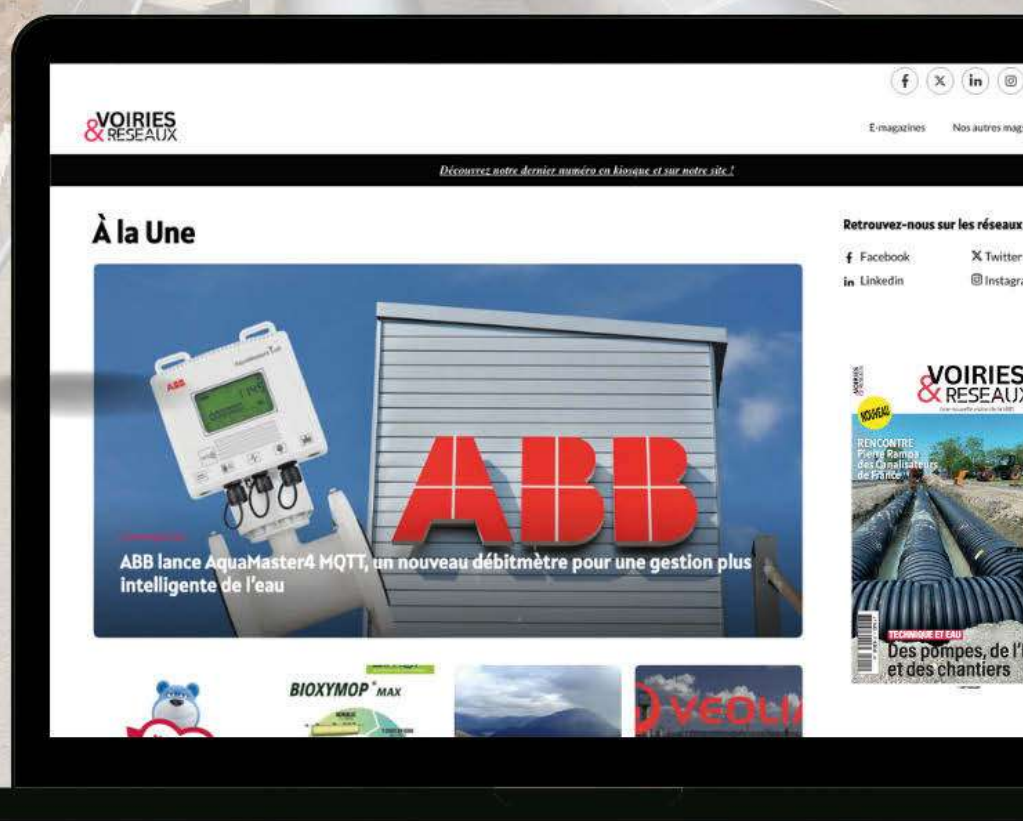 &VOIRIES
RESEAUX
E-magazines Nos autres mag
Découvrez notre dernier numéro en kiosque et sur notre site !
À la Une
Retrouvez-nous sur les réseaux
Facebook
Twitter
Linkedin
Instagra
ABB
AquaMaster4
ABB
ABB lance AquaMaster4 MQTT, un nouveau débitmètre pour une gestion plus
intelligente de l'eau
VOIRIES
& RESEAUX
NOUVEAU
RENCONTRE
Pierre Rampa
des Canalisateurs
de France
TECHNIQUE ET EAU
Des pompes, de l'
et des chantiers
BIOXYMOP MAX
VEOLIA